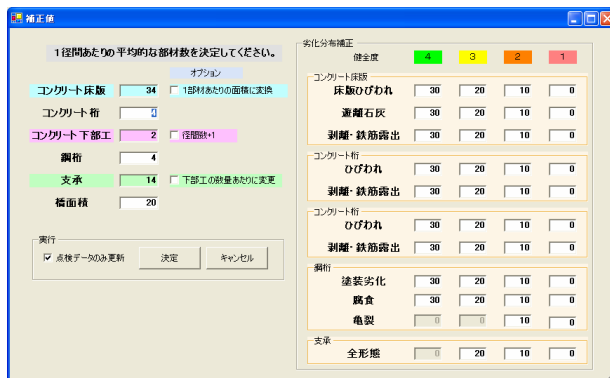 補正値
1径間あたりの平均的な部材数を決定してください。
オプション
コンクリート床版 34 1部材あたりの面積に変換
コンクリート桁 4
コンクリート下部工 2 径間数+1
鋼桁 4
支承 14 下部工の数量あたりに変更
橋面積 20
実行
点検データのみ更新 決定 キャンセル
劣化分布補正
健全度 4 3 2 1
コンクリート床版
床版ひびわれ 30 20 10 0
遊離石灰 30 20 10 0
剥離・鉄筋露出 30 20 10 0
コンクリート桁
ひびわれ 30 20 10 0
剥離・鉄筋露出 30 20 10 0
コンクリート桁
ひびわれ 30 20 10 0
剥離・鉄筋露出 30 20 10 0
鋼桁
塗装劣化 30 20 10 0
腐食 30 20 10 0
亀裂 0 0 10 0
支承
全形態 0 20 10 0